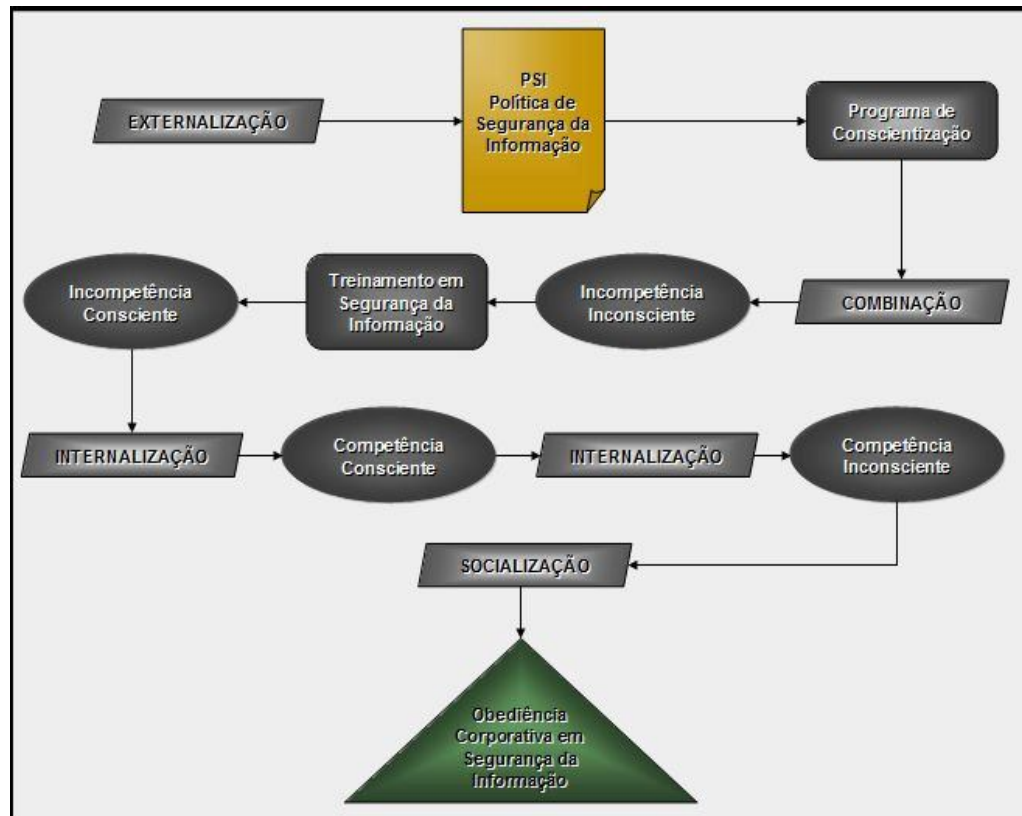 EXTERNALIZAÇÃO
PSI
Política de
Segurança da
Informação
Programa de
Conscientização
COMBINAÇÃO
Incompetência
Inconsciente
Treinamento em
Segurança da
Informação
Incompetência
Consciente
INTERNALIZAÇÃO
Competência
Consciente
INTERNALIZAÇÃO
Competência
Inconsciente
SOCIALIZAÇÃO
Obediência
Corporativa em
Segurança da
Informação